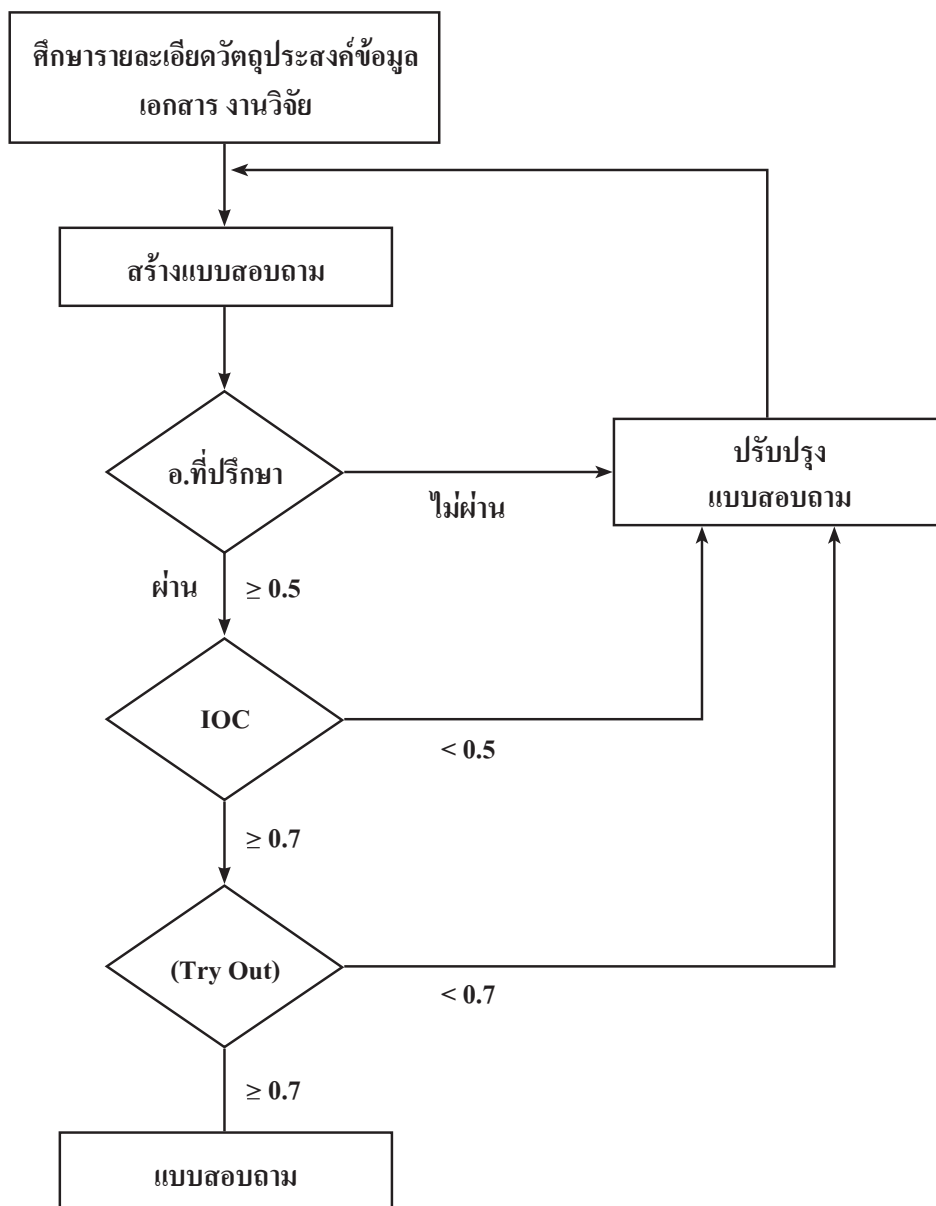 ศึกษารายละเอียดวัตถุประสงค์ข้อมูล
เอกสาร งานวิจัย
สร้างแบบสอบถาม
อ.ที่ปรึกษา
ไม่ผ่าน
ปรับปรุง
แบบสอบถาม
ผ่าน ≥ 0.5
IOC
< 0.5
≥ 0.7
(Try Out)
< 0.7
≥ 0.7
แบบสอบถาม